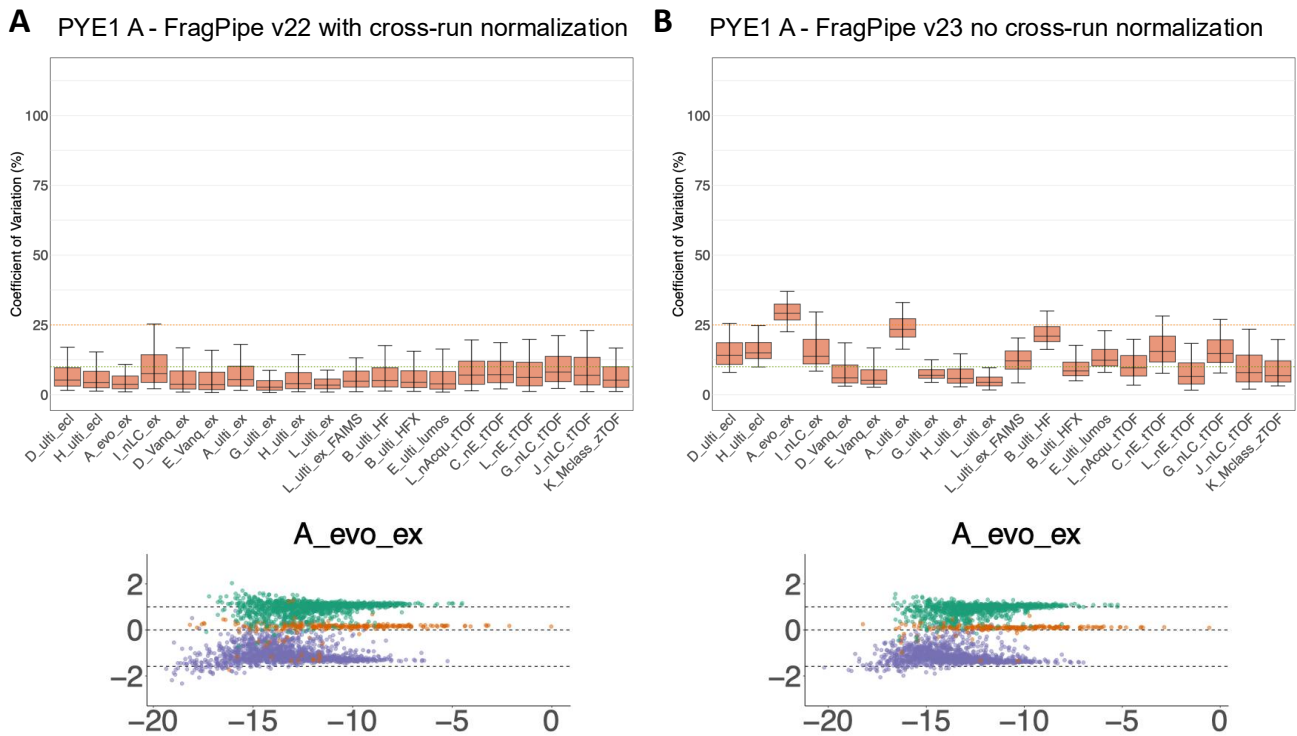 A PYE1 A - FragPipe v22 with cross-run normalization
Coefficient of Variation (%)
100
75
50
25
0
D_ulti_ecl
H_ulti_ecl
A_evo_ex
I_nLC_ex
D_Vanq_ex
E_Vanq_ex
A_ulti_ex
G_ulti_ex
H_ulti_ex
L_ulti_ex
L_ulti_ex_FAIMS
B_ulti_HF
B_ulti_HFX
E_ulti_lumos
L_nAcqu_tTOF
C_nE_tTOF
L_nE_tTOF
G_nLC_tTOF
J_nLC_tTOF
K_Mclass_zTOF
A_evo_ex
2
0
−2
−20 −15 −10 −5 0
B PYE1 A - FragPipe v23 no cross-run normalization
Coefficient of Variation (%)
100
75
50
25
0
D_ulti_ecl
H_ulti_ecl
A_evo_ex
I_nLC_ex
D_Vanq_ex
E_Vanq_ex
A_ulti_ex
G_ulti_ex
H_ulti_ex
L_ulti_ex
L_ulti_ex_FAIMS
B_ulti_HF
B_ulti_HFX
E_ulti_lumos
L_nAcqu_tTOF
C_nE_tTOF
L_nE_tTOF
G_nLC_tTOF
J_nLC_tTOF
K_Mclass_zTOF
A_evo_ex
2
0
−2
−20 −15 −10 −5 0